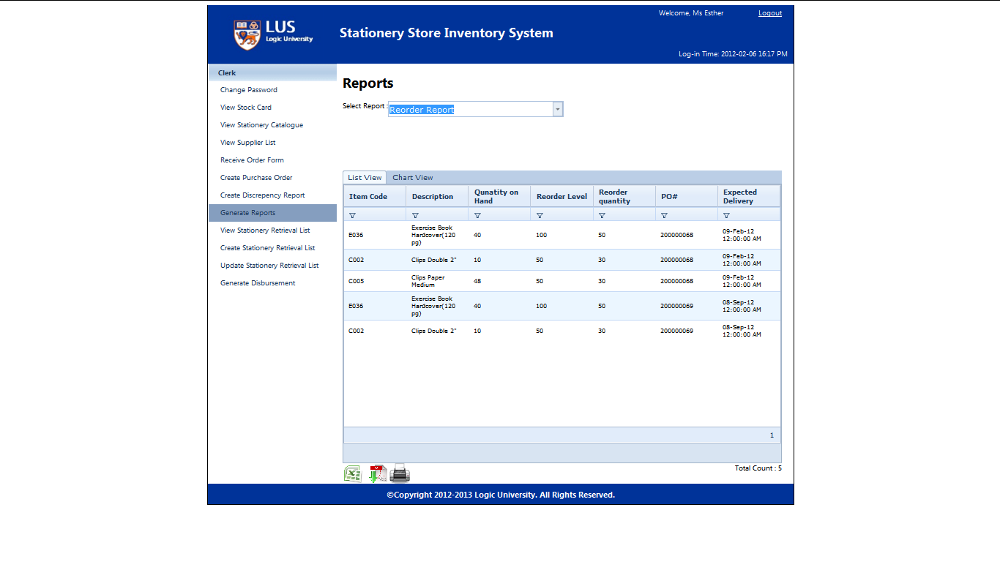 Welcome, Ms Esther Logout
LUS
Logic University
Stationery Store Inventory System
Log-in Time: 2012-02-06 16:17 PM
Clerk
Change Password
View Stock Card
View Stationery Catalogue
View Supplier List
Receive Order Form
Create Purchase Order
Create Discrepency Report
Generate Reports
View Stationery Retrieval List
Create Stationery Retrieval List
Update Stationery Retrieval List
Generate Disbursement
Reports
Select Report : Reorder Report
List View Chart View
Item Code Description Qunatity on Hand Reorder Level Reorder quantity PO# Expected Delivery
E036 Exercise Book Hardcover(120 pg) 40 100 50 200000068 09-Feb-12 12:00:00 AM
C002 Clips Double 2" 10 50 30 200000068 09-Feb-12 12:00:00 AM
C005 Clips Paper Medium 48 50 30 200000068 09-Feb-12 12:00:00 AM
E036 Exercise Book Hardcover(120 pg) 40 100 50 200000069 08-Sep-12 12:00:00 AM
C002 Clips Double 2" 10 50 30 200000069 08-Sep-12 12:00:00 AM
1
Total Count : 5
©Copyright 2012-2013 Logic University. All Rights Reserved.